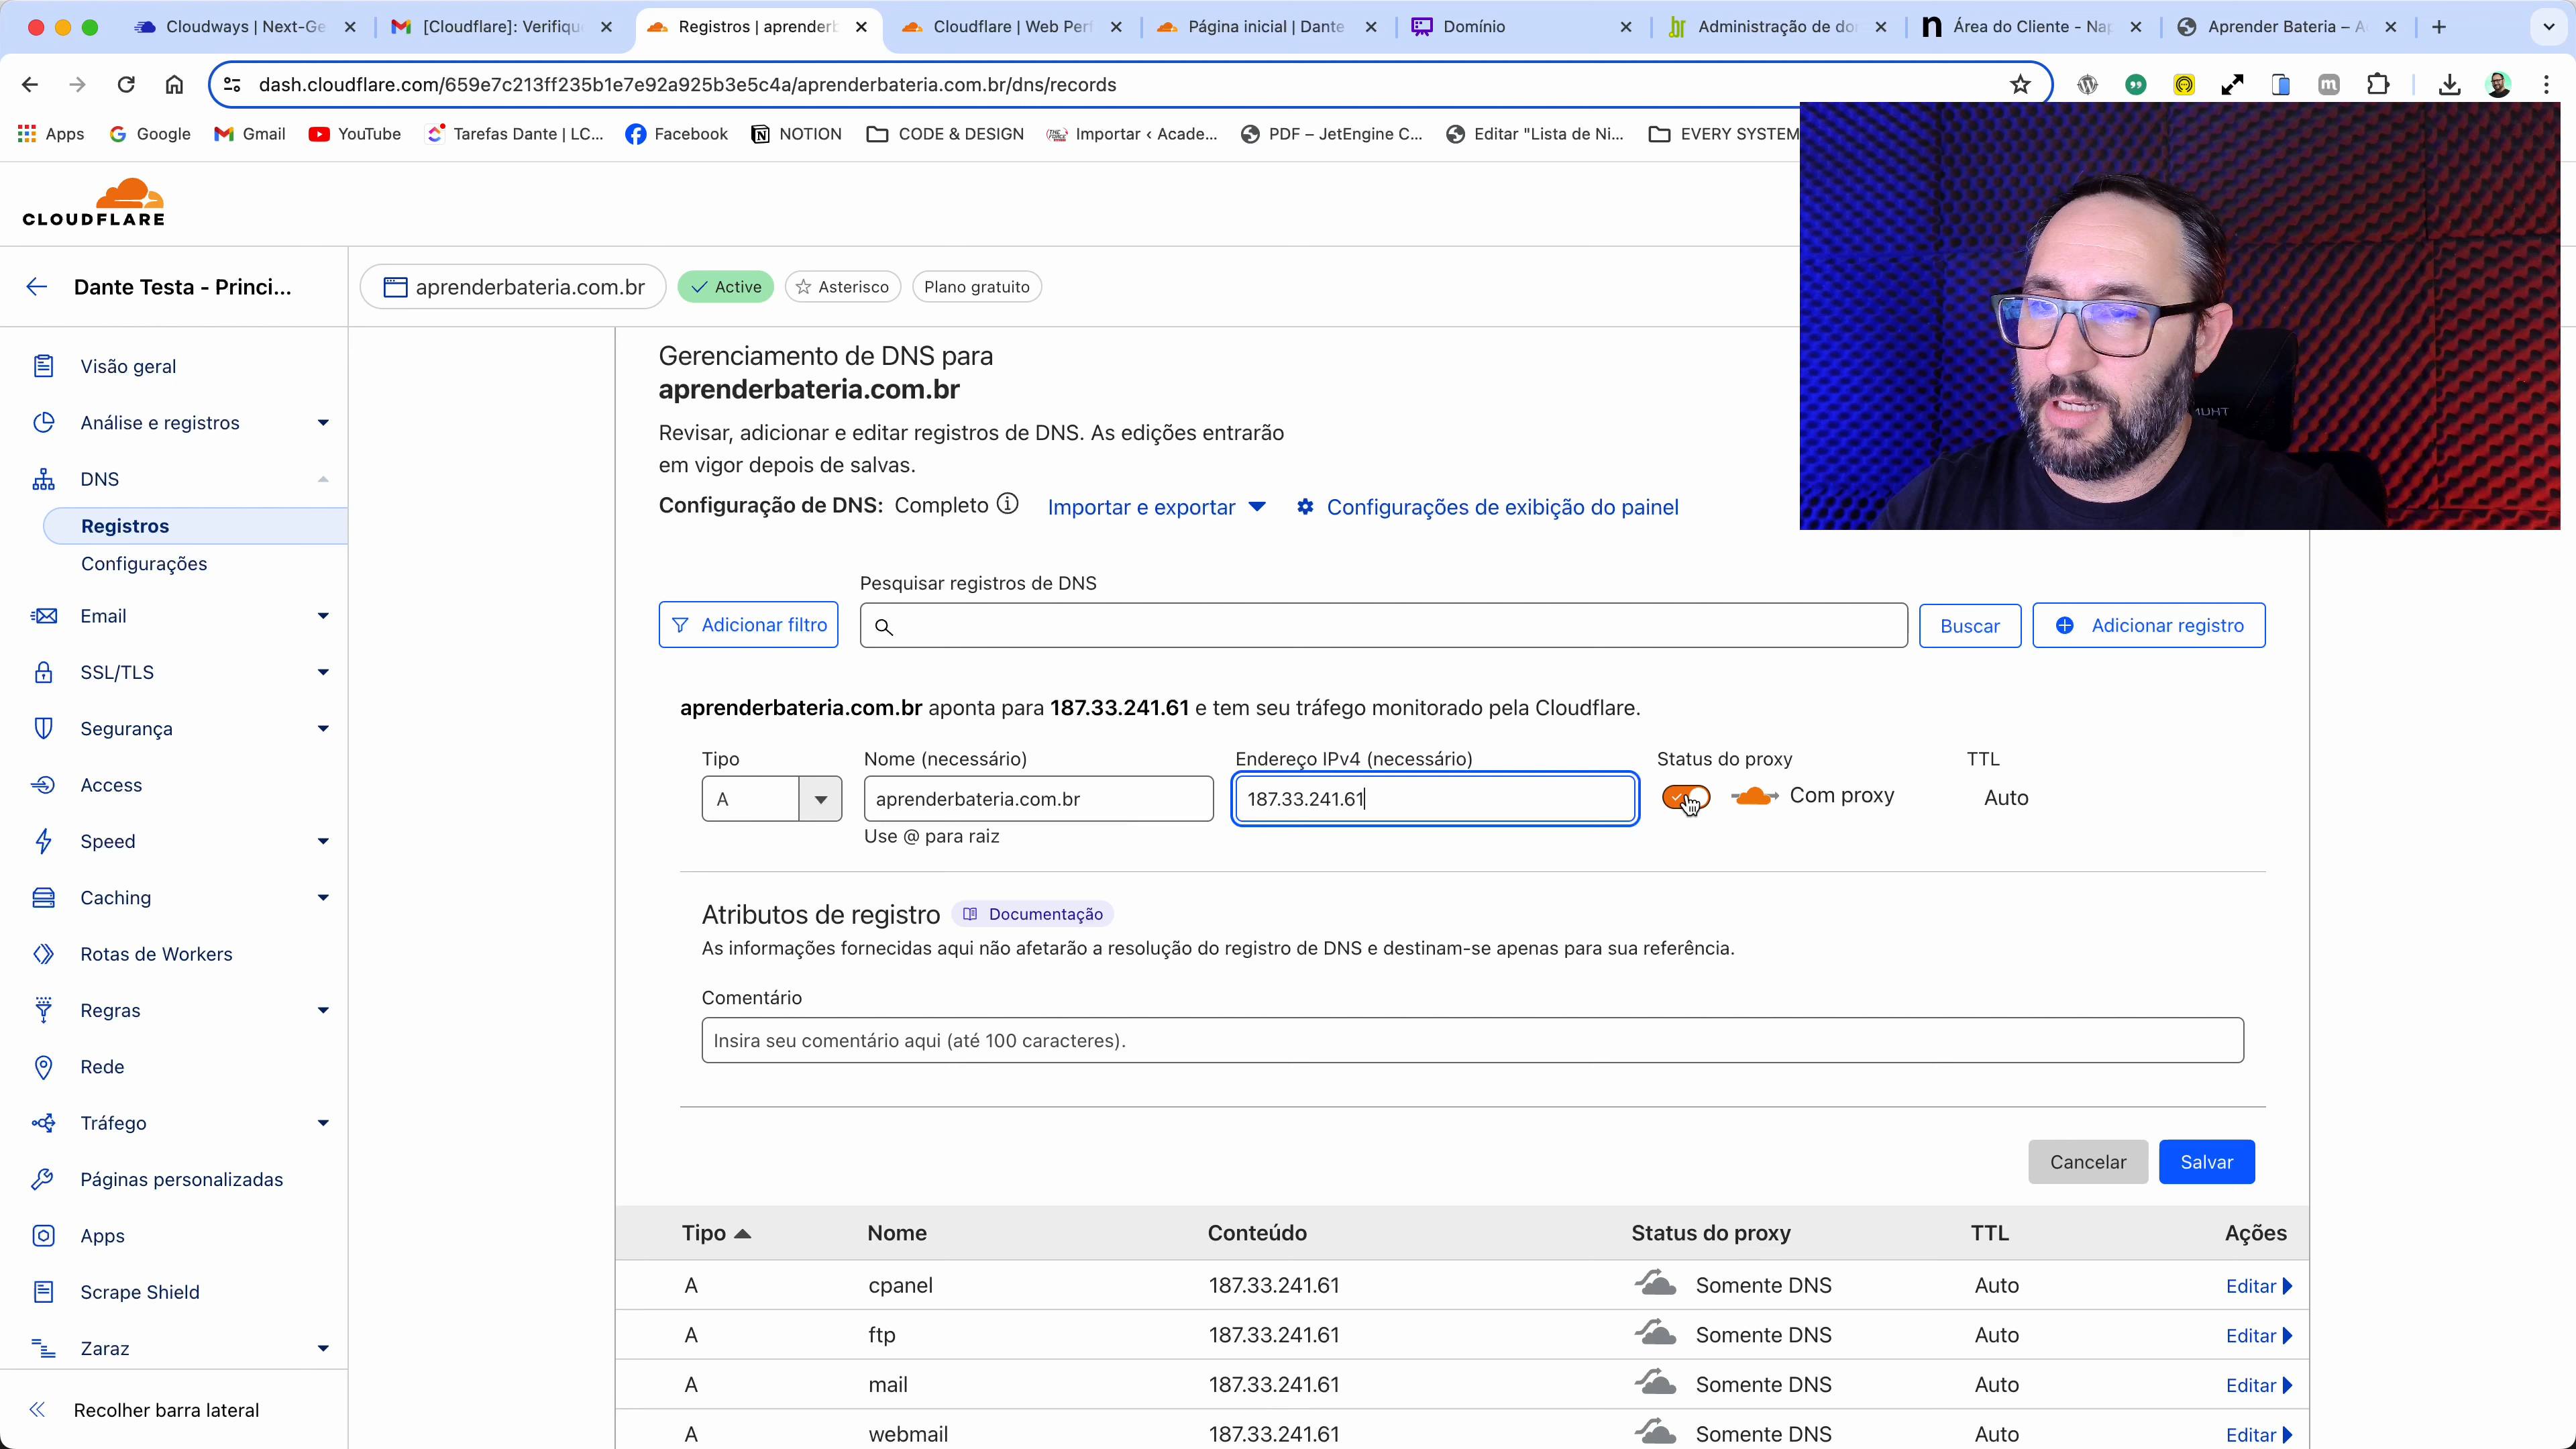 Cloudways | Next-Ge
[Cloudflare]: Verifiqu
Registros | aprenderb
Cloudflare | Web Perf
Página inicial | Dante
Domínio
Administração de do
Área do Cliente - Nap
Aprender Bateria – A
dash.cloudflare.com/659e7c213ff235b1e7e92a925b3e5c4a/aprenderbateria.com.br/dns/records
Apps
Google
Gmail
YouTube
Tarefas Dante | LC...
Facebook
NOTION
CODE & DESIGN
Importar ‹ Acade...
PDF – JetEngine C...
Editar "Lista de Ni...
EVERY SYSTEM
CLOUDFLARE
Dante Testa - Princi...
aprenderbateria.com.br
Active
Asterisco
Plano gratuito
Visão geral
Análise e registros
DNS
Registros
Configurações
Email
SSL/TLS
Segurança
Access
Speed
Caching
Rotas de Workers
Regras
Rede
Tráfego
Páginas personalizadas
Apps
Scrape Shield
Zaraz
Recolher barra lateral
Gerenciamento de DNS para
aprenderbateria.com.br
Revisar, adicionar e editar registros de DNS. As edições entrarão
em vigor depois de salvas.
Configuração de DNS: Completo
Importar e exportar
Configurações de exibição do painel
Pesquisar registros de DNS
Adicionar filtro
Buscar
Adicionar registro
aprenderbateria.com.br aponta para 187.33.241.61 e tem seu tráfego monitorado pela Cloudflare.
Tipo
Nome (necessário)
Endereço IPv4 (necessário)
Status do proxy
TTL
A
aprenderbateria.com.br
187.33.241.61
Com proxy
Auto
Use @ para raiz
Atributos de registro
Documentação
As informações fornecidas aqui não afetarão a resolução do registro de DNS e destinam-se apenas para sua referência.
Comentário
Insira seu comentário aqui (até 100 caracteres).
Cancelar
Salvar
Tipo Nome Conteúdo Status do proxy TTL Ações
A cpanel 187.33.241.61 Somente DNS Auto Editar
A ftp 187.33.241.61 Somente DNS Auto Editar
A mail 187.33.241.61 Somente DNS Auto Editar
A webmail 187.33.241.61 Somente DNS Auto Editar